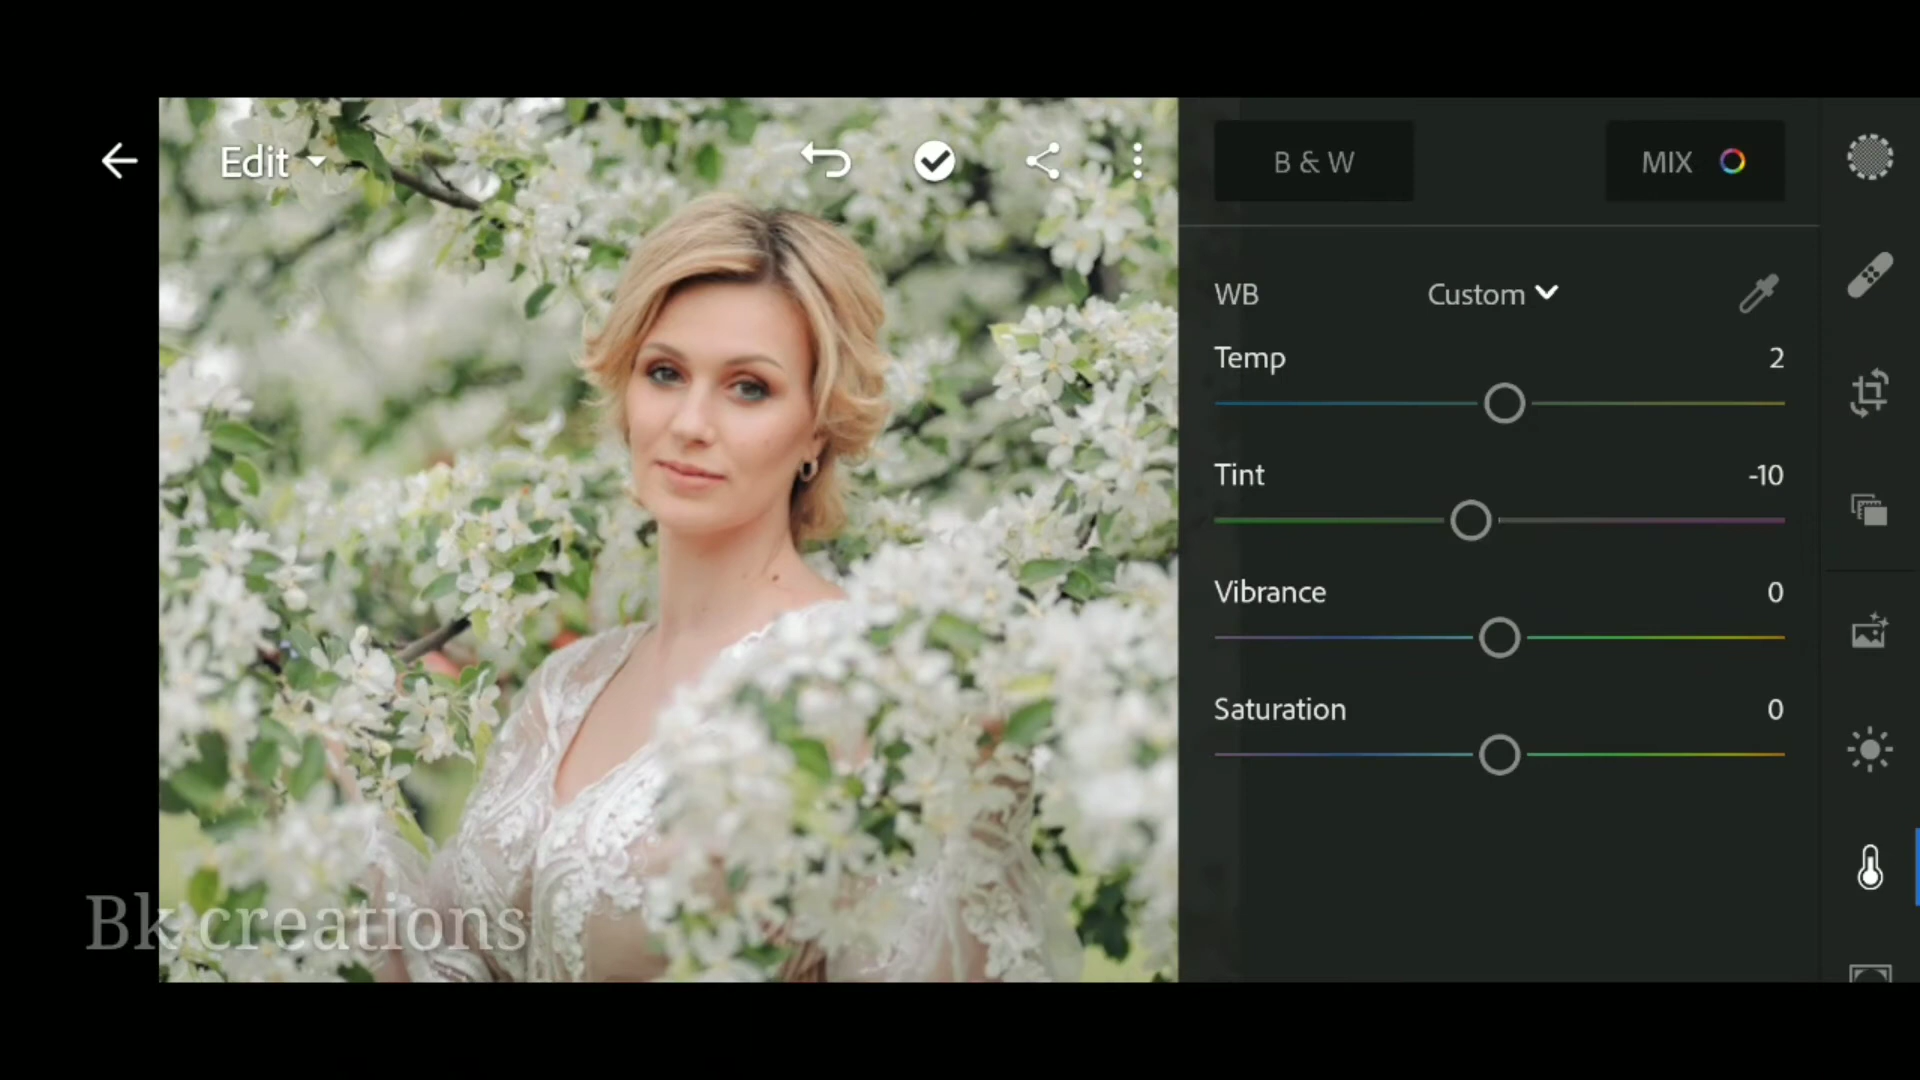 Edit
B & W
MIX
WB
Custom
Temp
2
Tint
-10
Vibrance
0
Saturation
0
Bk creations